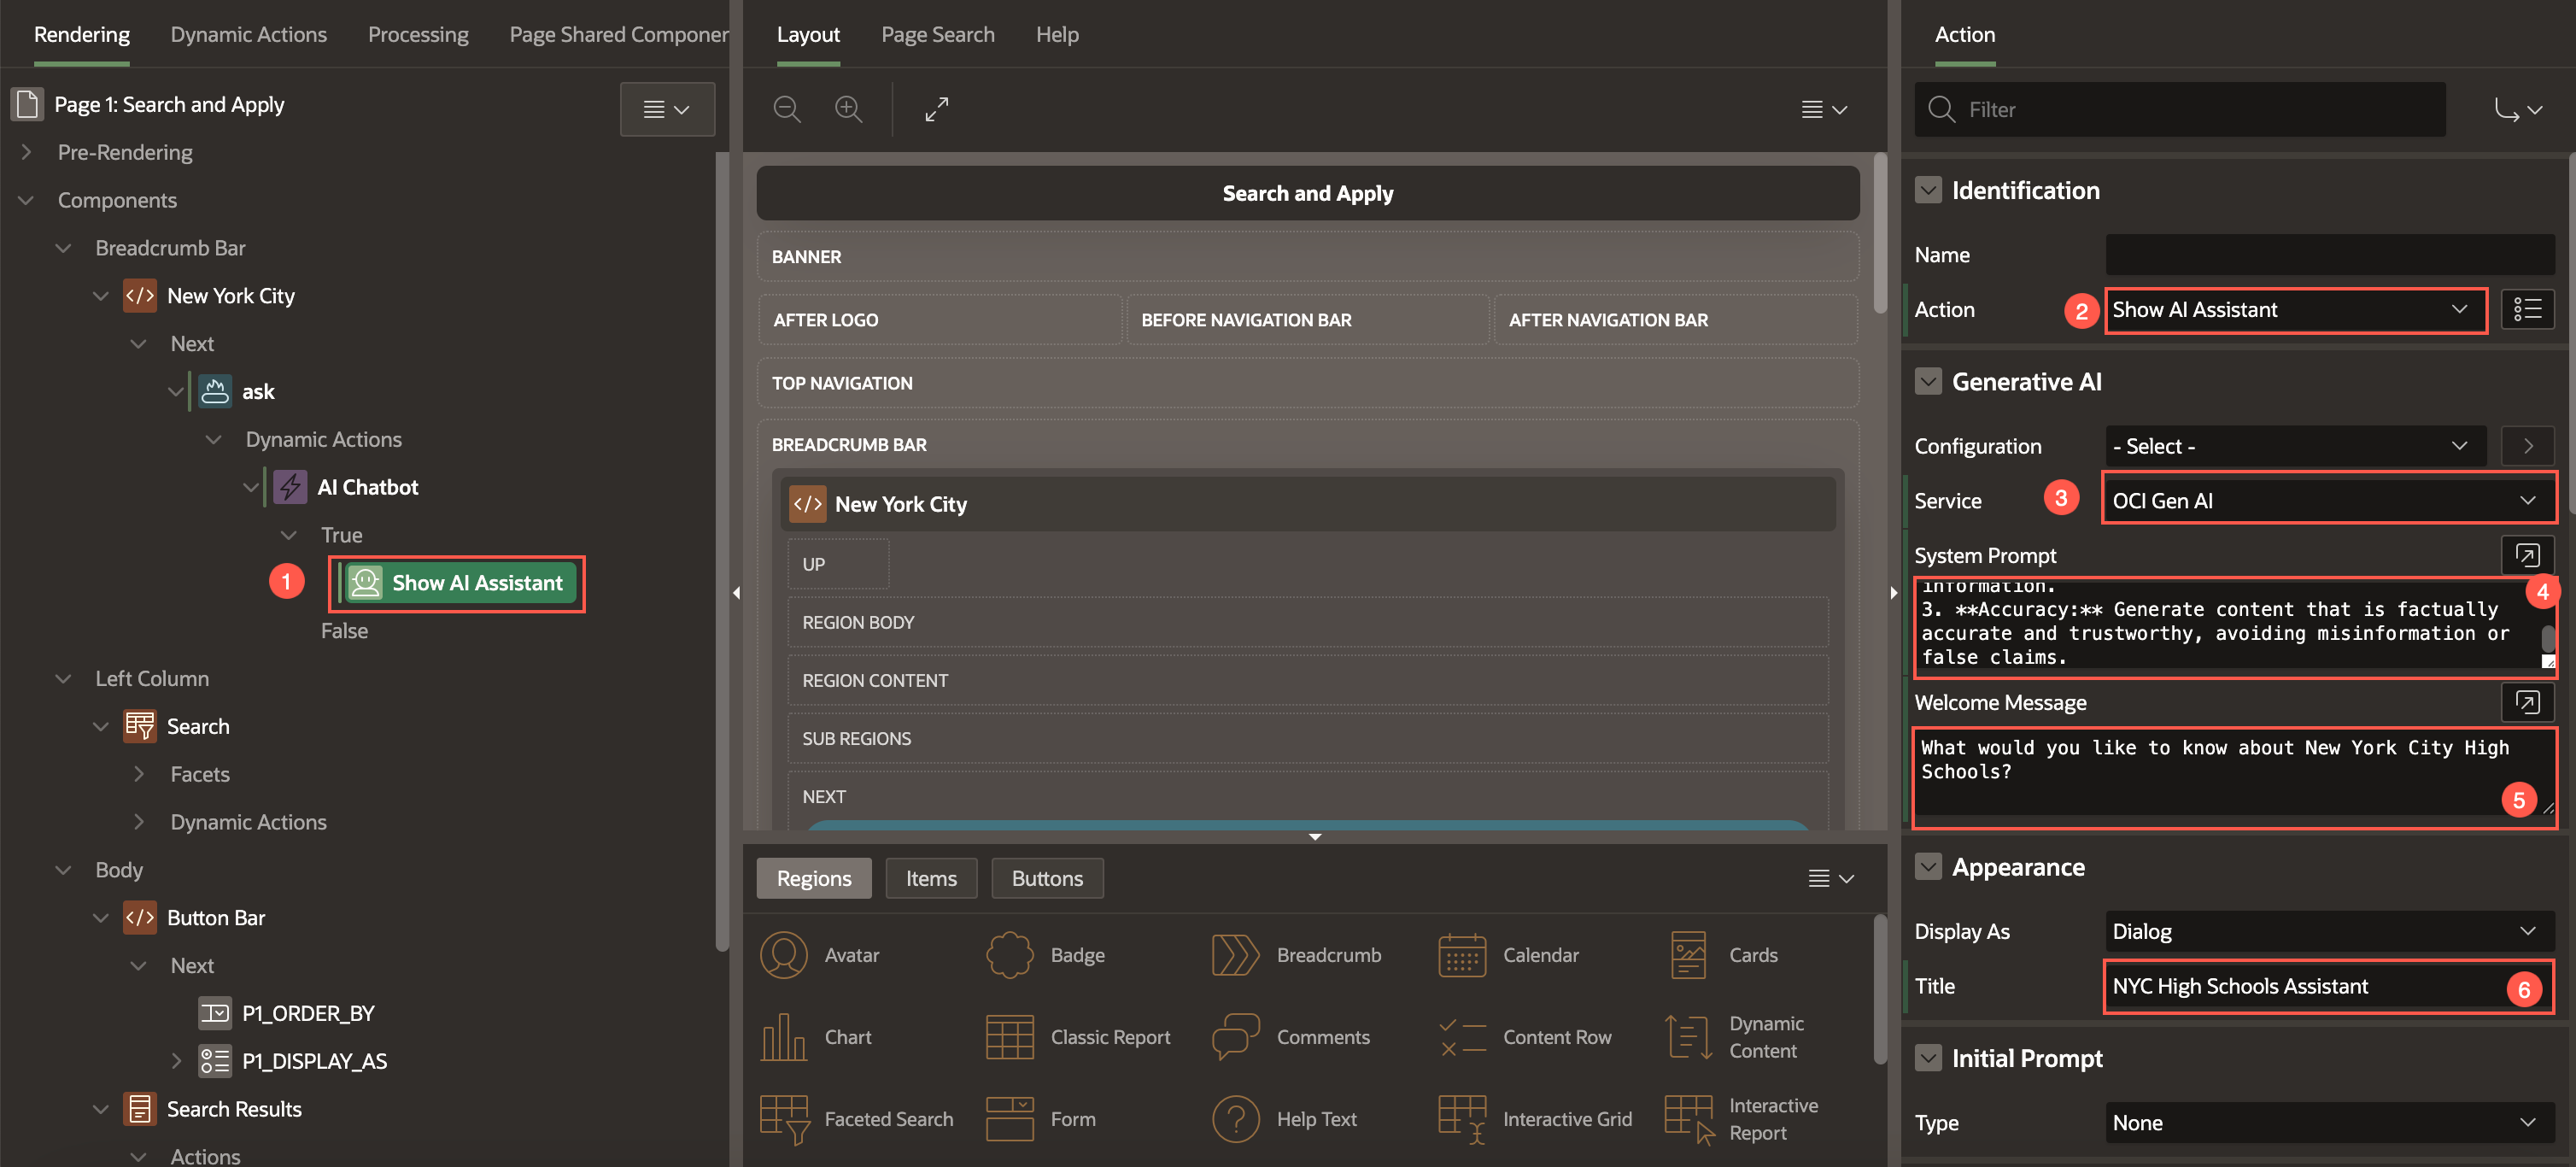 Rendering
Dynamic Actions
Processing
Page Shared Componen
Page 1: Search and Apply
Pre-Rendering
Components
Breadcrumb Bar
New York City
Next
ask
Dynamic Actions
AI Chatbot
True
1
Show AI Assistant
False
Left Column
Search
Facets
Dynamic Actions
Body
Button Bar
Next
P1_ORDER_BY
P1_DISPLAY_AS
Search Results
Actions
Layout
Page Search
Help
Search and Apply
BANNER
AFTER LOGO
BEFORE NAVIGATION BAR
AFTER NAVIGATION BAR
TOP NAVIGATION
BREADCRUMB BAR
New York City
UP
REGION BODY
REGION CONTENT
SUB REGIONS
NEXT
Regions
Items
Buttons
Avatar
Badge
Breadcrumb
Calendar
Cards
Chart
Classic Report
Comments
Content Row
Dynamic
Content
Faceted Search
Form
Help Text
Interactive Grid
Interactive
Report
Action
Filter
Identification
Name
Action
2
Show AI Assistant
Generative AI
Configuration
- Select -
Service
3
OCI Gen AI
System Prompt
information.
4
3. **Accuracy:** Generate content that is factually
accurate and trustworthy, avoiding misinformation or
false claims.
Welcome Message
What would you like to know about New York City High
Schools?
5
Appearance
Display As
Dialog
Title
NYC High Schools Assistant
6
Initial Prompt
Type
None